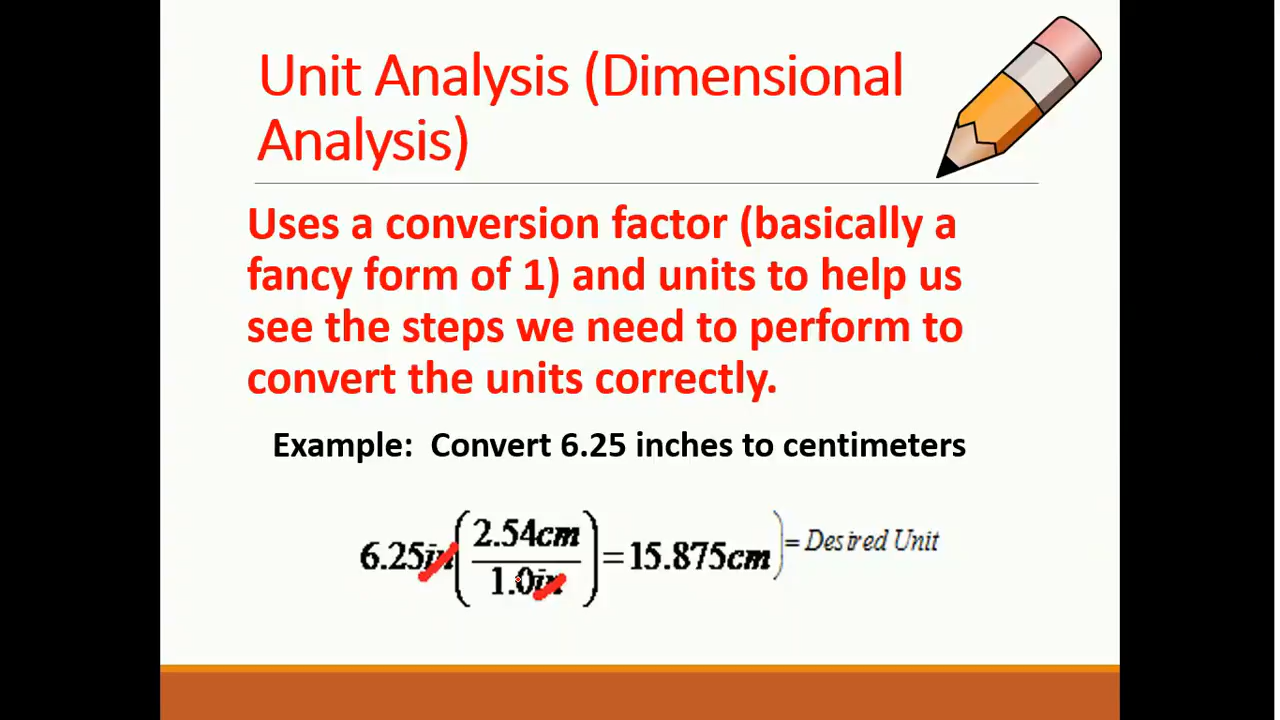 Unit Analysis (Dimensional
Analysis)
Uses a conversion factor (basically a
fancy form of 1) and units to help us
see the steps we need to perform to
convert the units correctly.
Example: Convert 6.25 inches to centimeters
6.25in(2.54cm/1.0in)=15.875cm)= Desired Unit